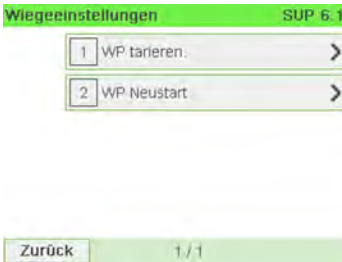 Wiegeeinstellungen SUP 6.1
1 WP tarieren.
2 WP Neustart
Zurück 1/1